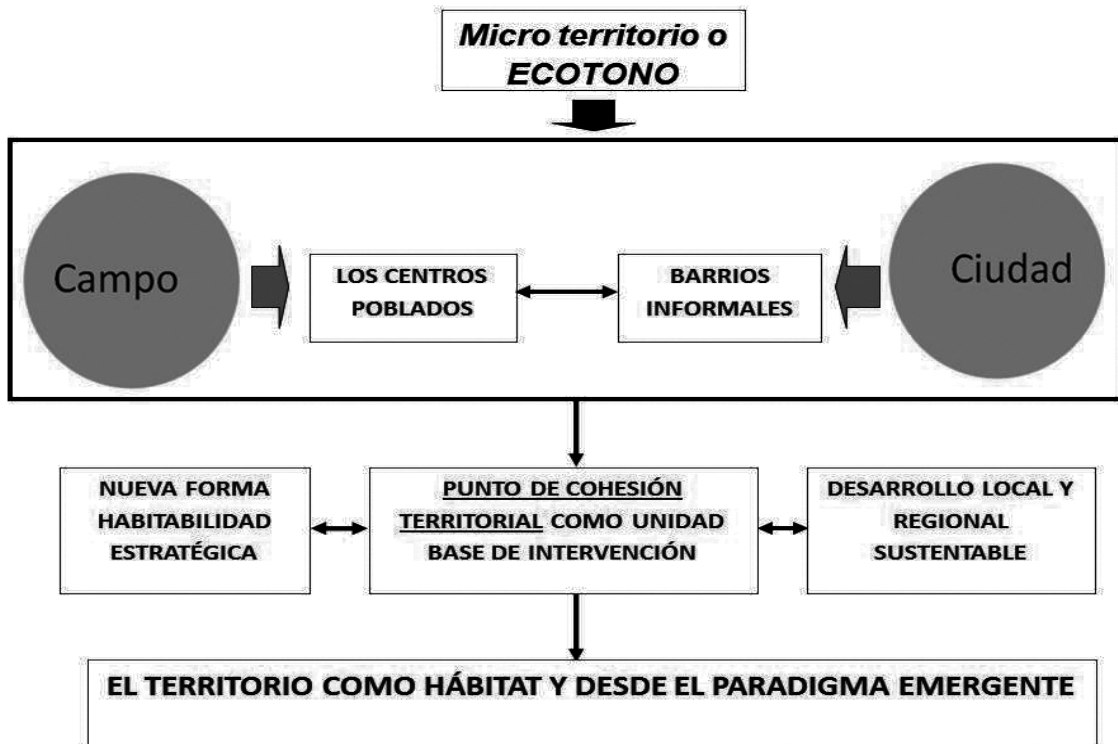 Micro territorio o
ECOTONO
Campo
LOS CENTROS
POBLADOS
BARRIOS
INFORMALES
Ciudad
NUEVA FORMA
HABITABILIDAD
ESTRATÉGICA
PUNTO DE COHESIÓN
TERRITORIAL COMO UNIDAD
BASE DE INTERVENCIÓN
DESARROLLO LOCAL Y
REGIONAL
SUSTENTABLE
EL TERRITORIO COMO HÁBITAT Y DESDE EL PARADIGMA EMERGENTE